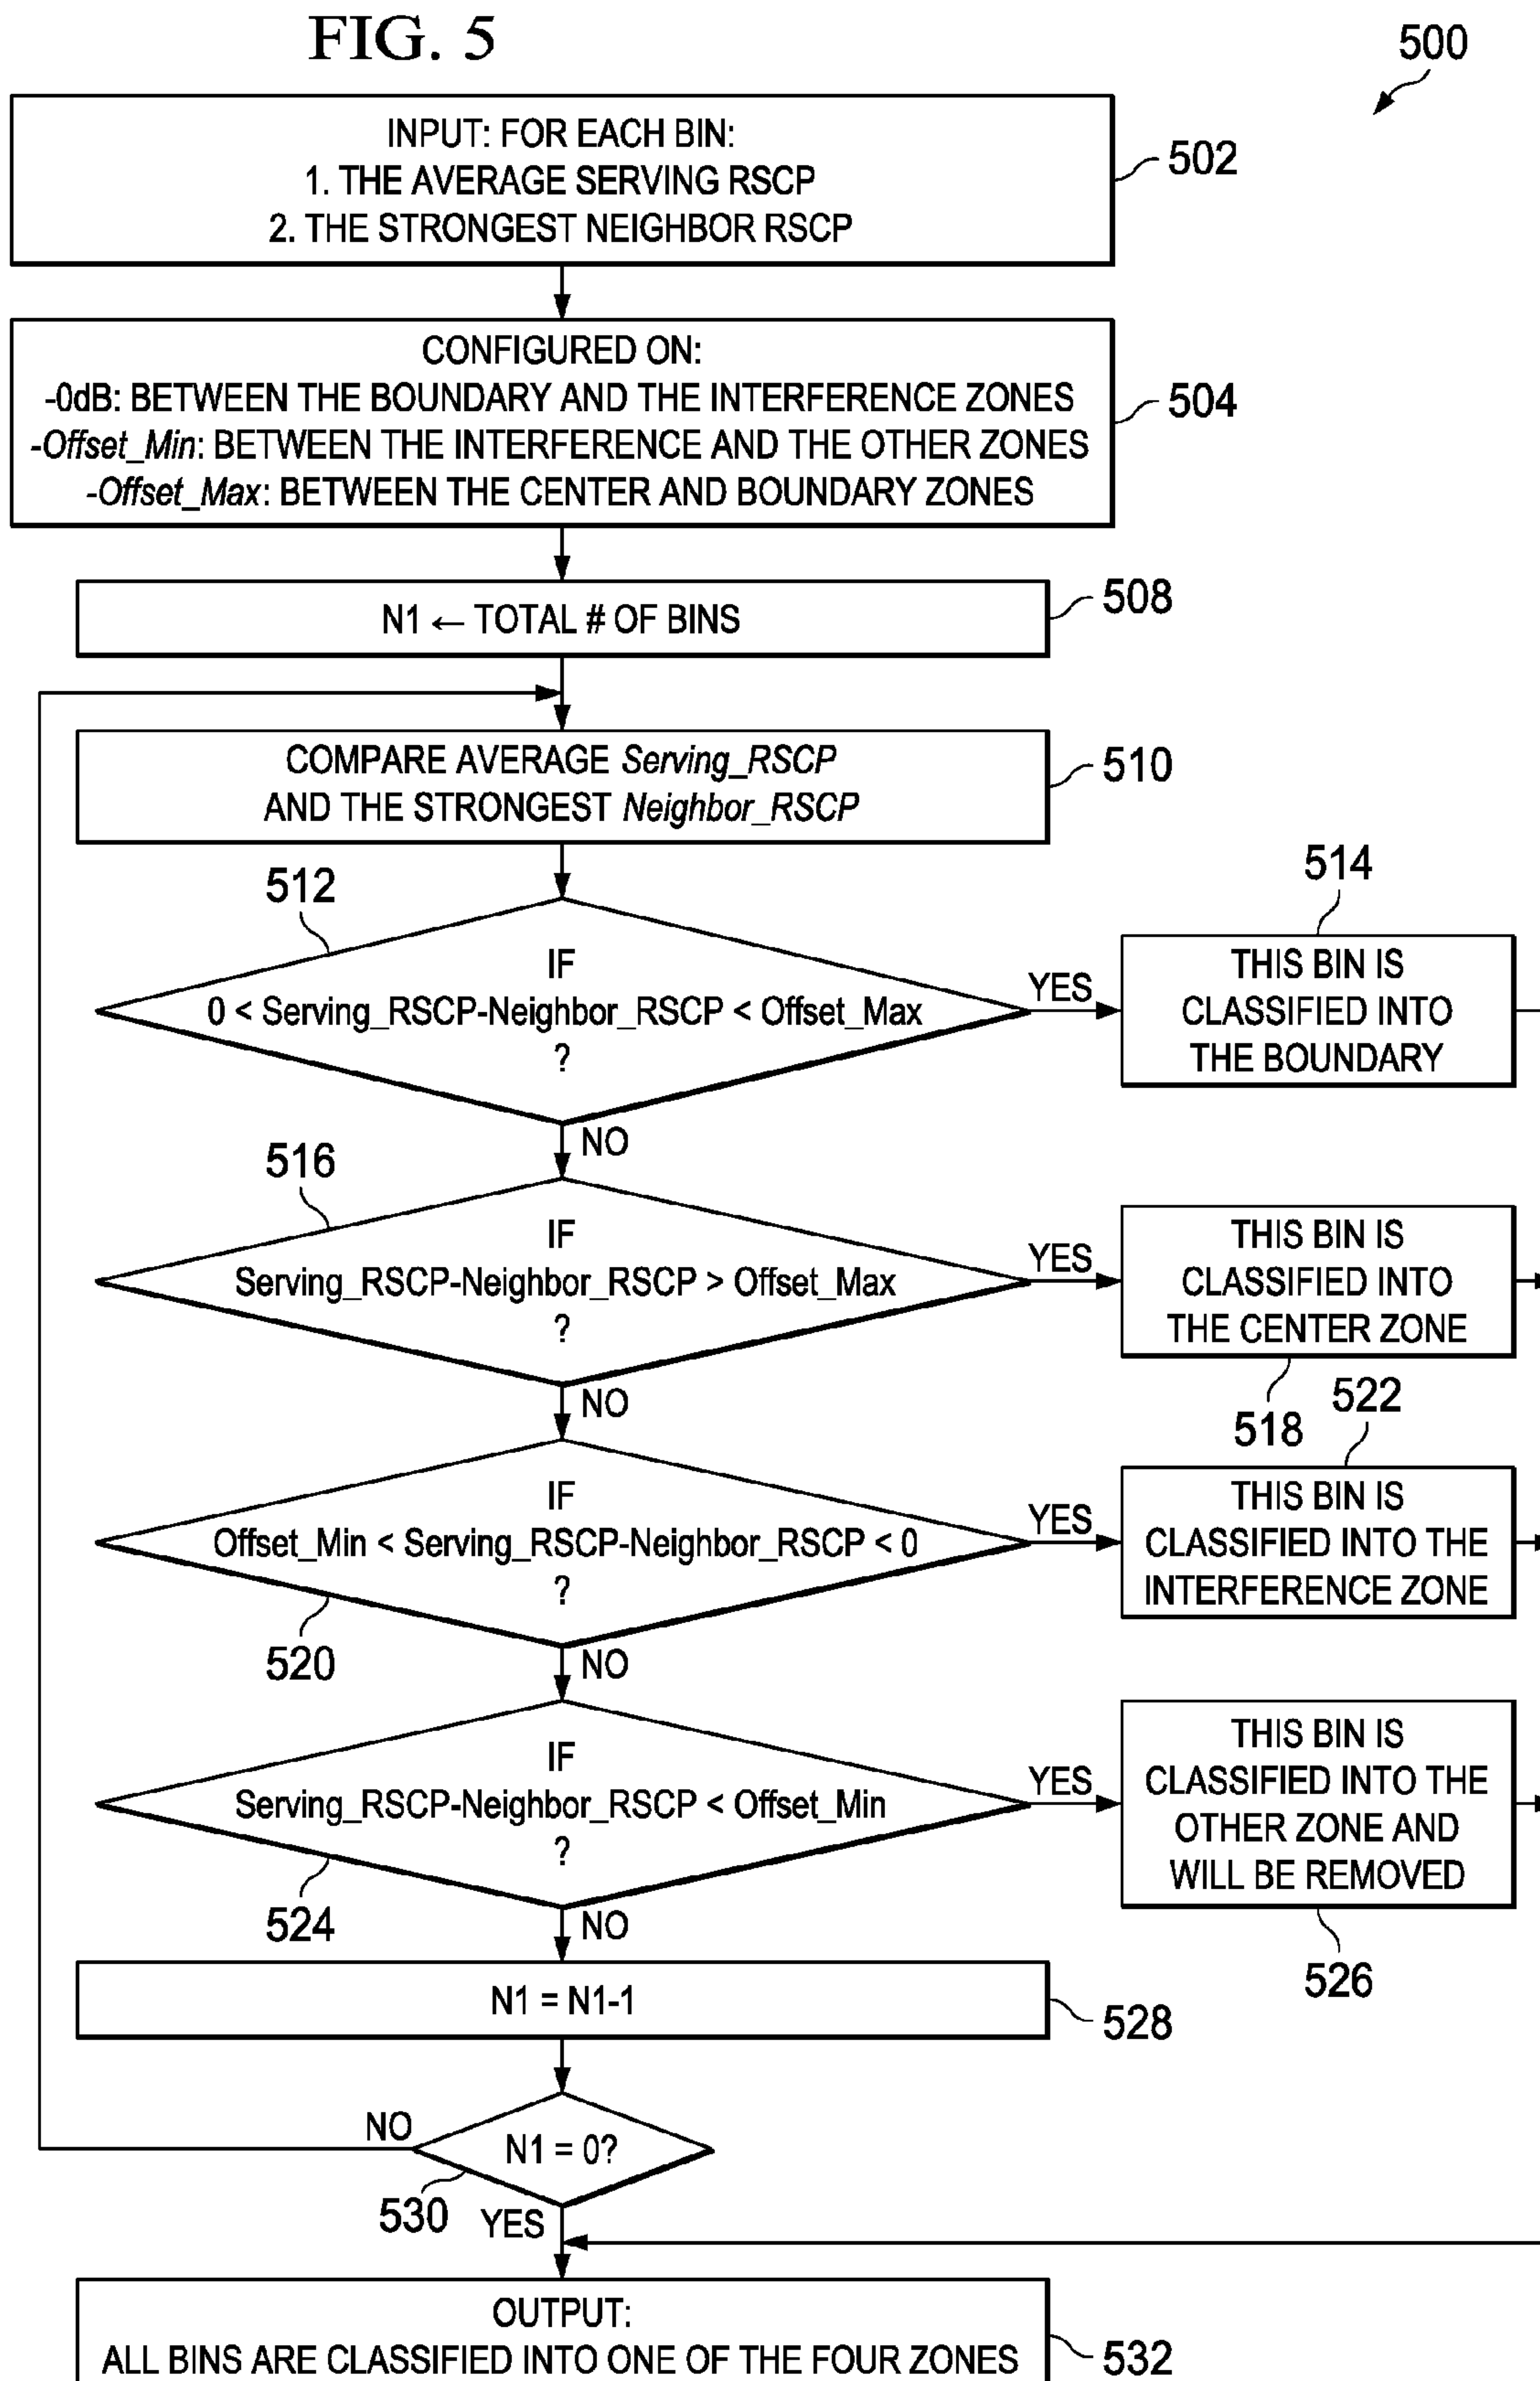 FIG. 5
500
INPUT: FOR EACH BIN:
1. THE AVERAGE SERVING RSCP
2. THE STRONGEST NEIGHBOR RSCP
502
CONFIGURED ON:
-0dB: BETWEEN THE BOUNDARY AND THE INTERFERENCE ZONES
-Offset_Min: BETWEEN THE INTERFERENCE AND THE OTHER ZONES
-Offset_Max: BETWEEN THE CENTER AND BOUNDARY ZONES
504
N1 ← TOTAL # OF BINS
508
COMPARE AVERAGE Serving_RSCP
AND THE STRONGEST Neighbor_RSCP
510
512
IF
0 < Serving_RSCP-Neighbor_RSCP < Offset_Max
?
YES
514
THIS BIN IS
CLASSIFIED INTO
THE BOUNDARY
NO
516
IF
Serving_RSCP-Neighbor_RSCP > Offset_Max
?
YES
THIS BIN IS
CLASSIFIED INTO
THE CENTER ZONE
518
NO
IF
Offset_Min < Serving_RSCP-Neighbor_RSCP < 0
?
520
YES
522
THIS BIN IS
CLASSIFIED INTO THE
INTERFERENCE ZONE
NO
IF
Serving_RSCP-Neighbor_RSCP < Offset_Min
?
524
YES
THIS BIN IS
CLASSIFIED INTO THE
OTHER ZONE AND
WILL BE REMOVED
526
NO
N1 = N1-1
528
N1 = 0?
NO
530
YES
OUTPUT:
ALL BINS ARE CLASSIFIED INTO ONE OF THE FOUR ZONES
532